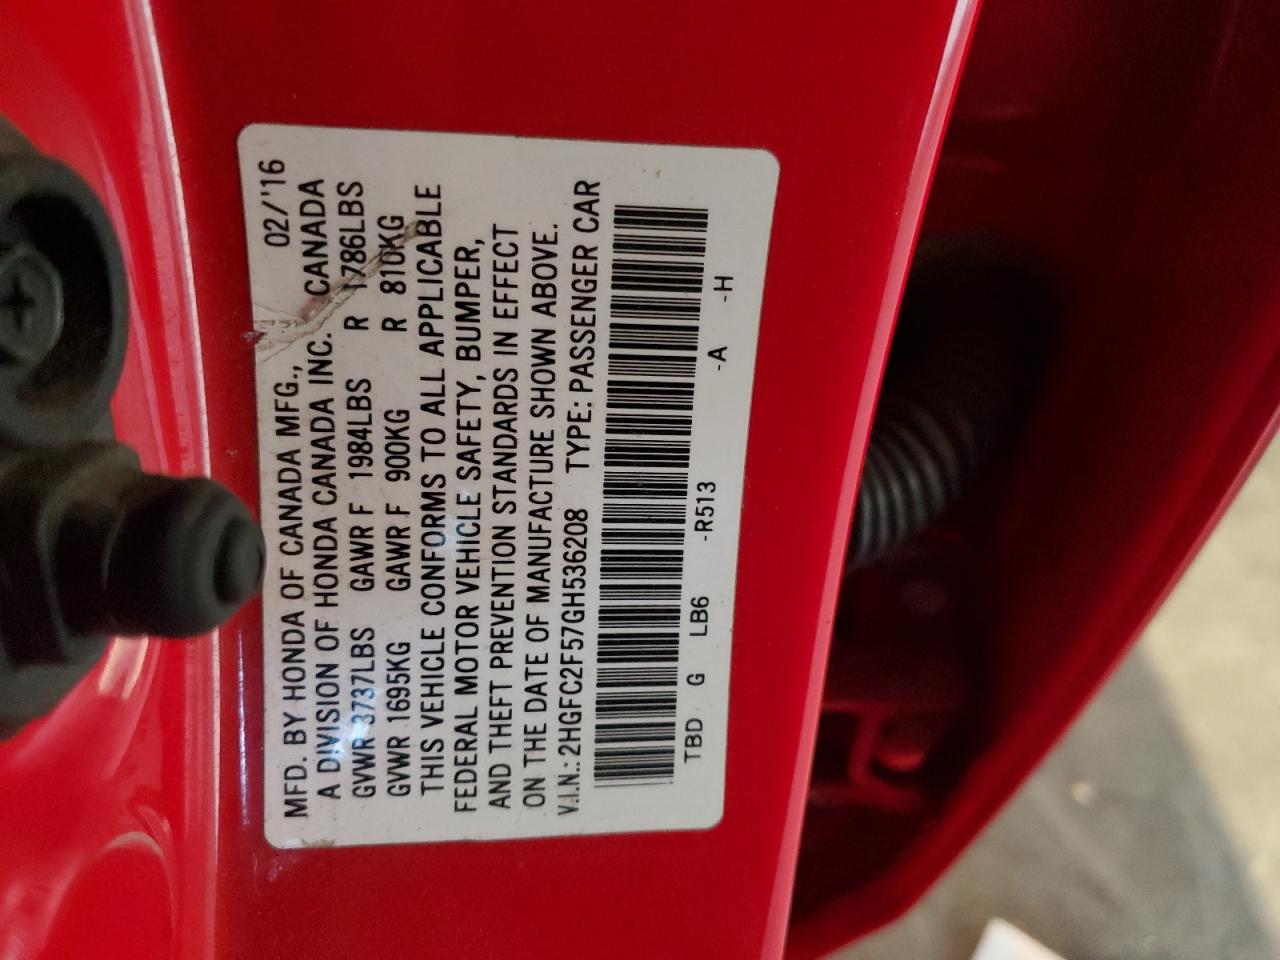 MFD. BY HONDA OF CANADA MFG., 02/'16
A DIVISION OF HONDA CANADA INC. CANADA
GVWR 3737LBS GAWR F 1984LBS R 1786LBS
GVWR 1695KG GAWR F 900KG R 810KG
THIS VEHICLE CONFORMS TO ALL APPLICABLE
FEDERAL MOTOR VEHICLE SAFETY, BUMPER,
AND THEFT PREVENTION STANDARDS IN EFFECT
ON THE DATE OF MANUFACTURE SHOWN ABOVE.
V.I.N.: 2HGFC2F57GH536208 TYPE: PASSENGER CAR
TBD G LB6 -R513 -A -H